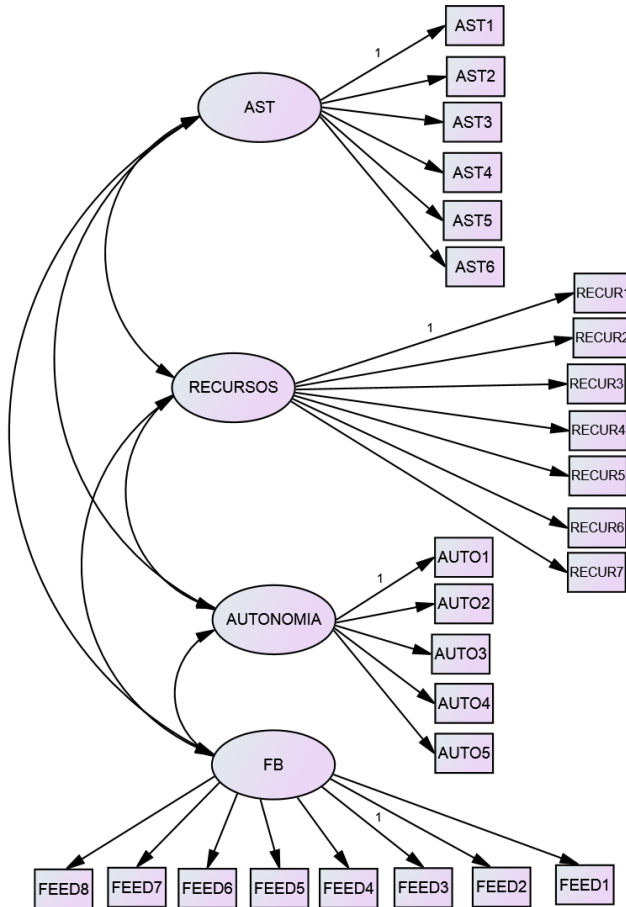 AST1
1
AST2
AST
AST3
AST4
AST5
AST6
RECUR1
1
RECUR2
RECURSOS
RECUR3
RECUR4
RECUR5
RECUR6
RECUR7
AUTO1
1
AUTO2
AUTONOMIA
AUTO3
AUTO4
AUTO5
FB
1
FEED8 FEED7 FEED6 FEED5 FEED4 FEED3 FEED2 FEED1